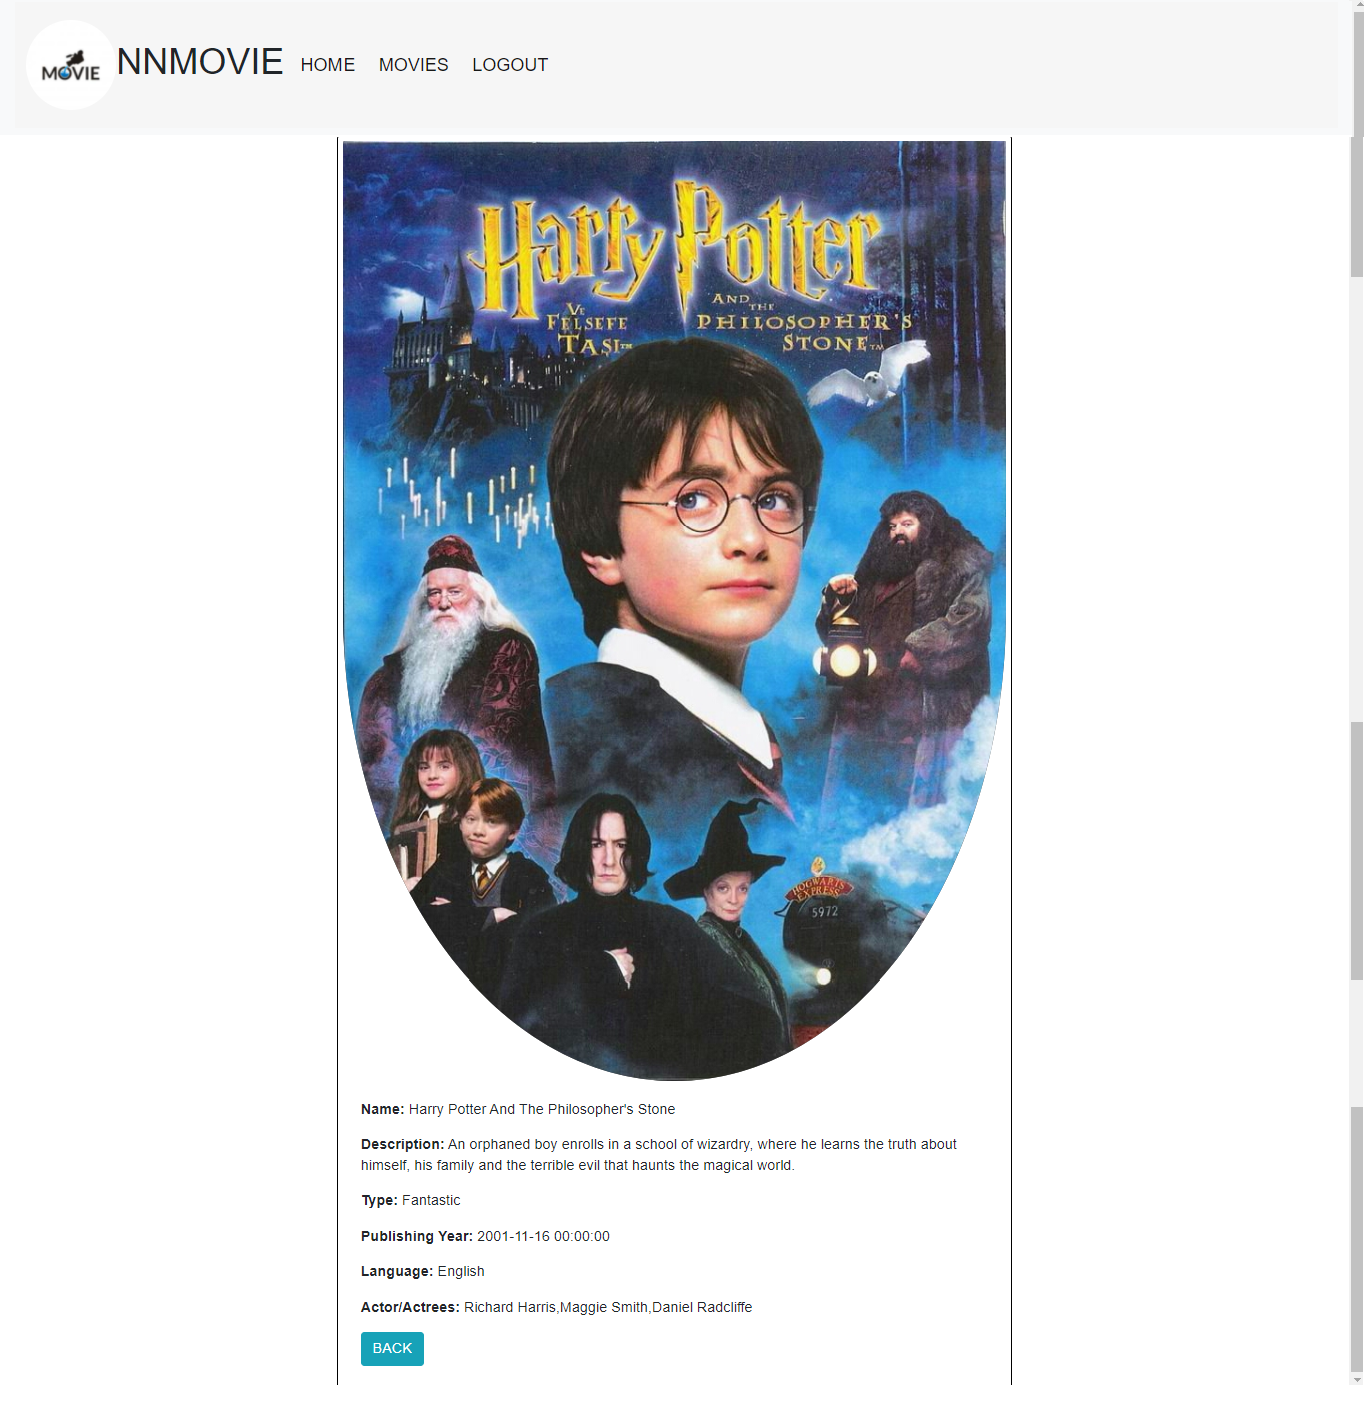 MOVIE
NNMOVIE HOME MOVIES LOGOUT
Harry Potter
VE FELSEFE TAŞI™
AND THE PHILOSOPHER'S STONE™
HOGWARTS EXPRESS
5972
Name: Harry Potter And The Philosopher's Stone
Description: An orphaned boy enrolls in a school of wizardry, where he learns the truth about
himself, his family and the terrible evil that haunts the magical world.
Type: Fantastic
Publishing Year: 2001-11-16 00:00:00
Language: English
Actor/Actrees: Richard Harris,Maggie Smith,Daniel Radcliffe
BACK